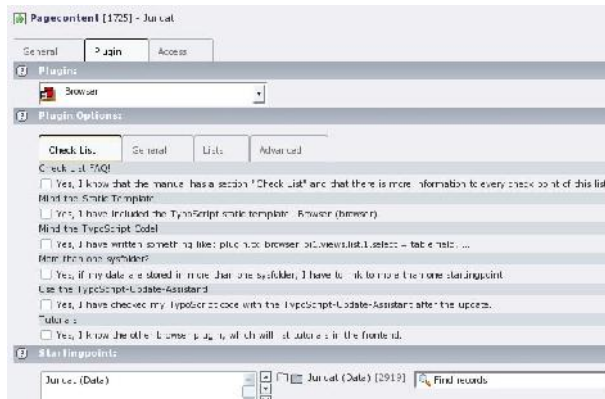 Pagecontent [1725] - Jurcat
General Plugin Access
Plugin:
Browser
Plugin Options:
Check List General Lists Advanced
Check List FAQ!
Yes, I know that the manual has a section "Check List" and that there is more information to every check point of this list
Mind the Static Template
Yes, I have included the TypoScript static template. Browser (browser)
Mind the TypoScript Code!
Yes, I have written something like: plugin.tx_browser_pi1.views.list.1.select = table.field, ...
More than one sysfolder?
Yes, if my data are stored in more than one sysfolder, I have to link to more than one startingpoint
Use the TypoScript-Update-Assistant
Yes, I have checked my TypoScript code with the TypoScript-Update-Assistant after the update.
Tutorials
Yes, I know the other browser plugin, which will list tutorials in the frontend.
Startingpoint:
Jurcat (Data) Jurcat (Data) [2919] Find records